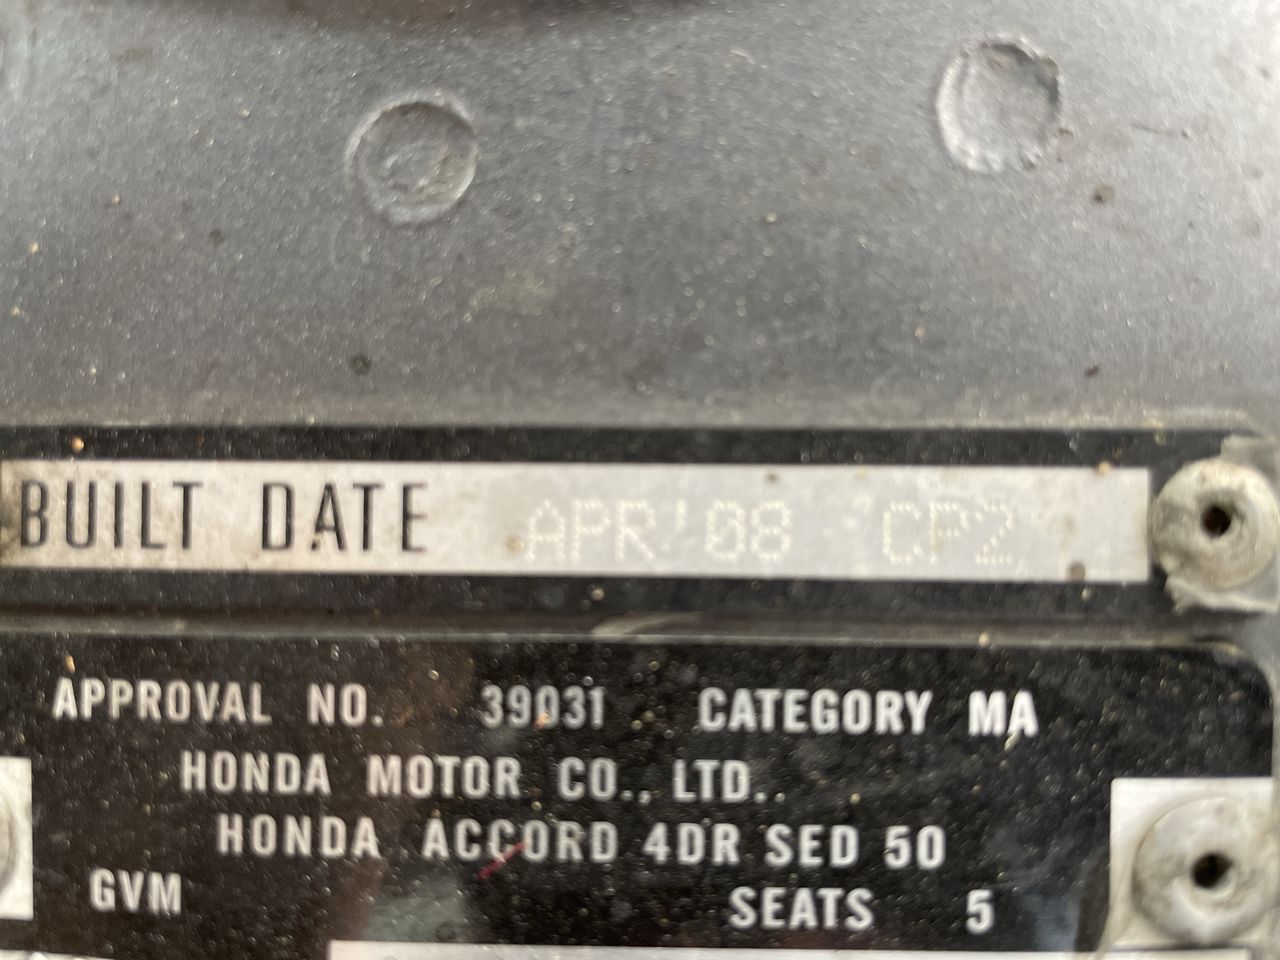 BUILT DATE APR'08 CP2
APPROVAL NO. 39031 CATEGORY MA
HONDA MOTOR CO., LTD.
HONDA ACCORD 4DR SED 50
GVM SEATS 5